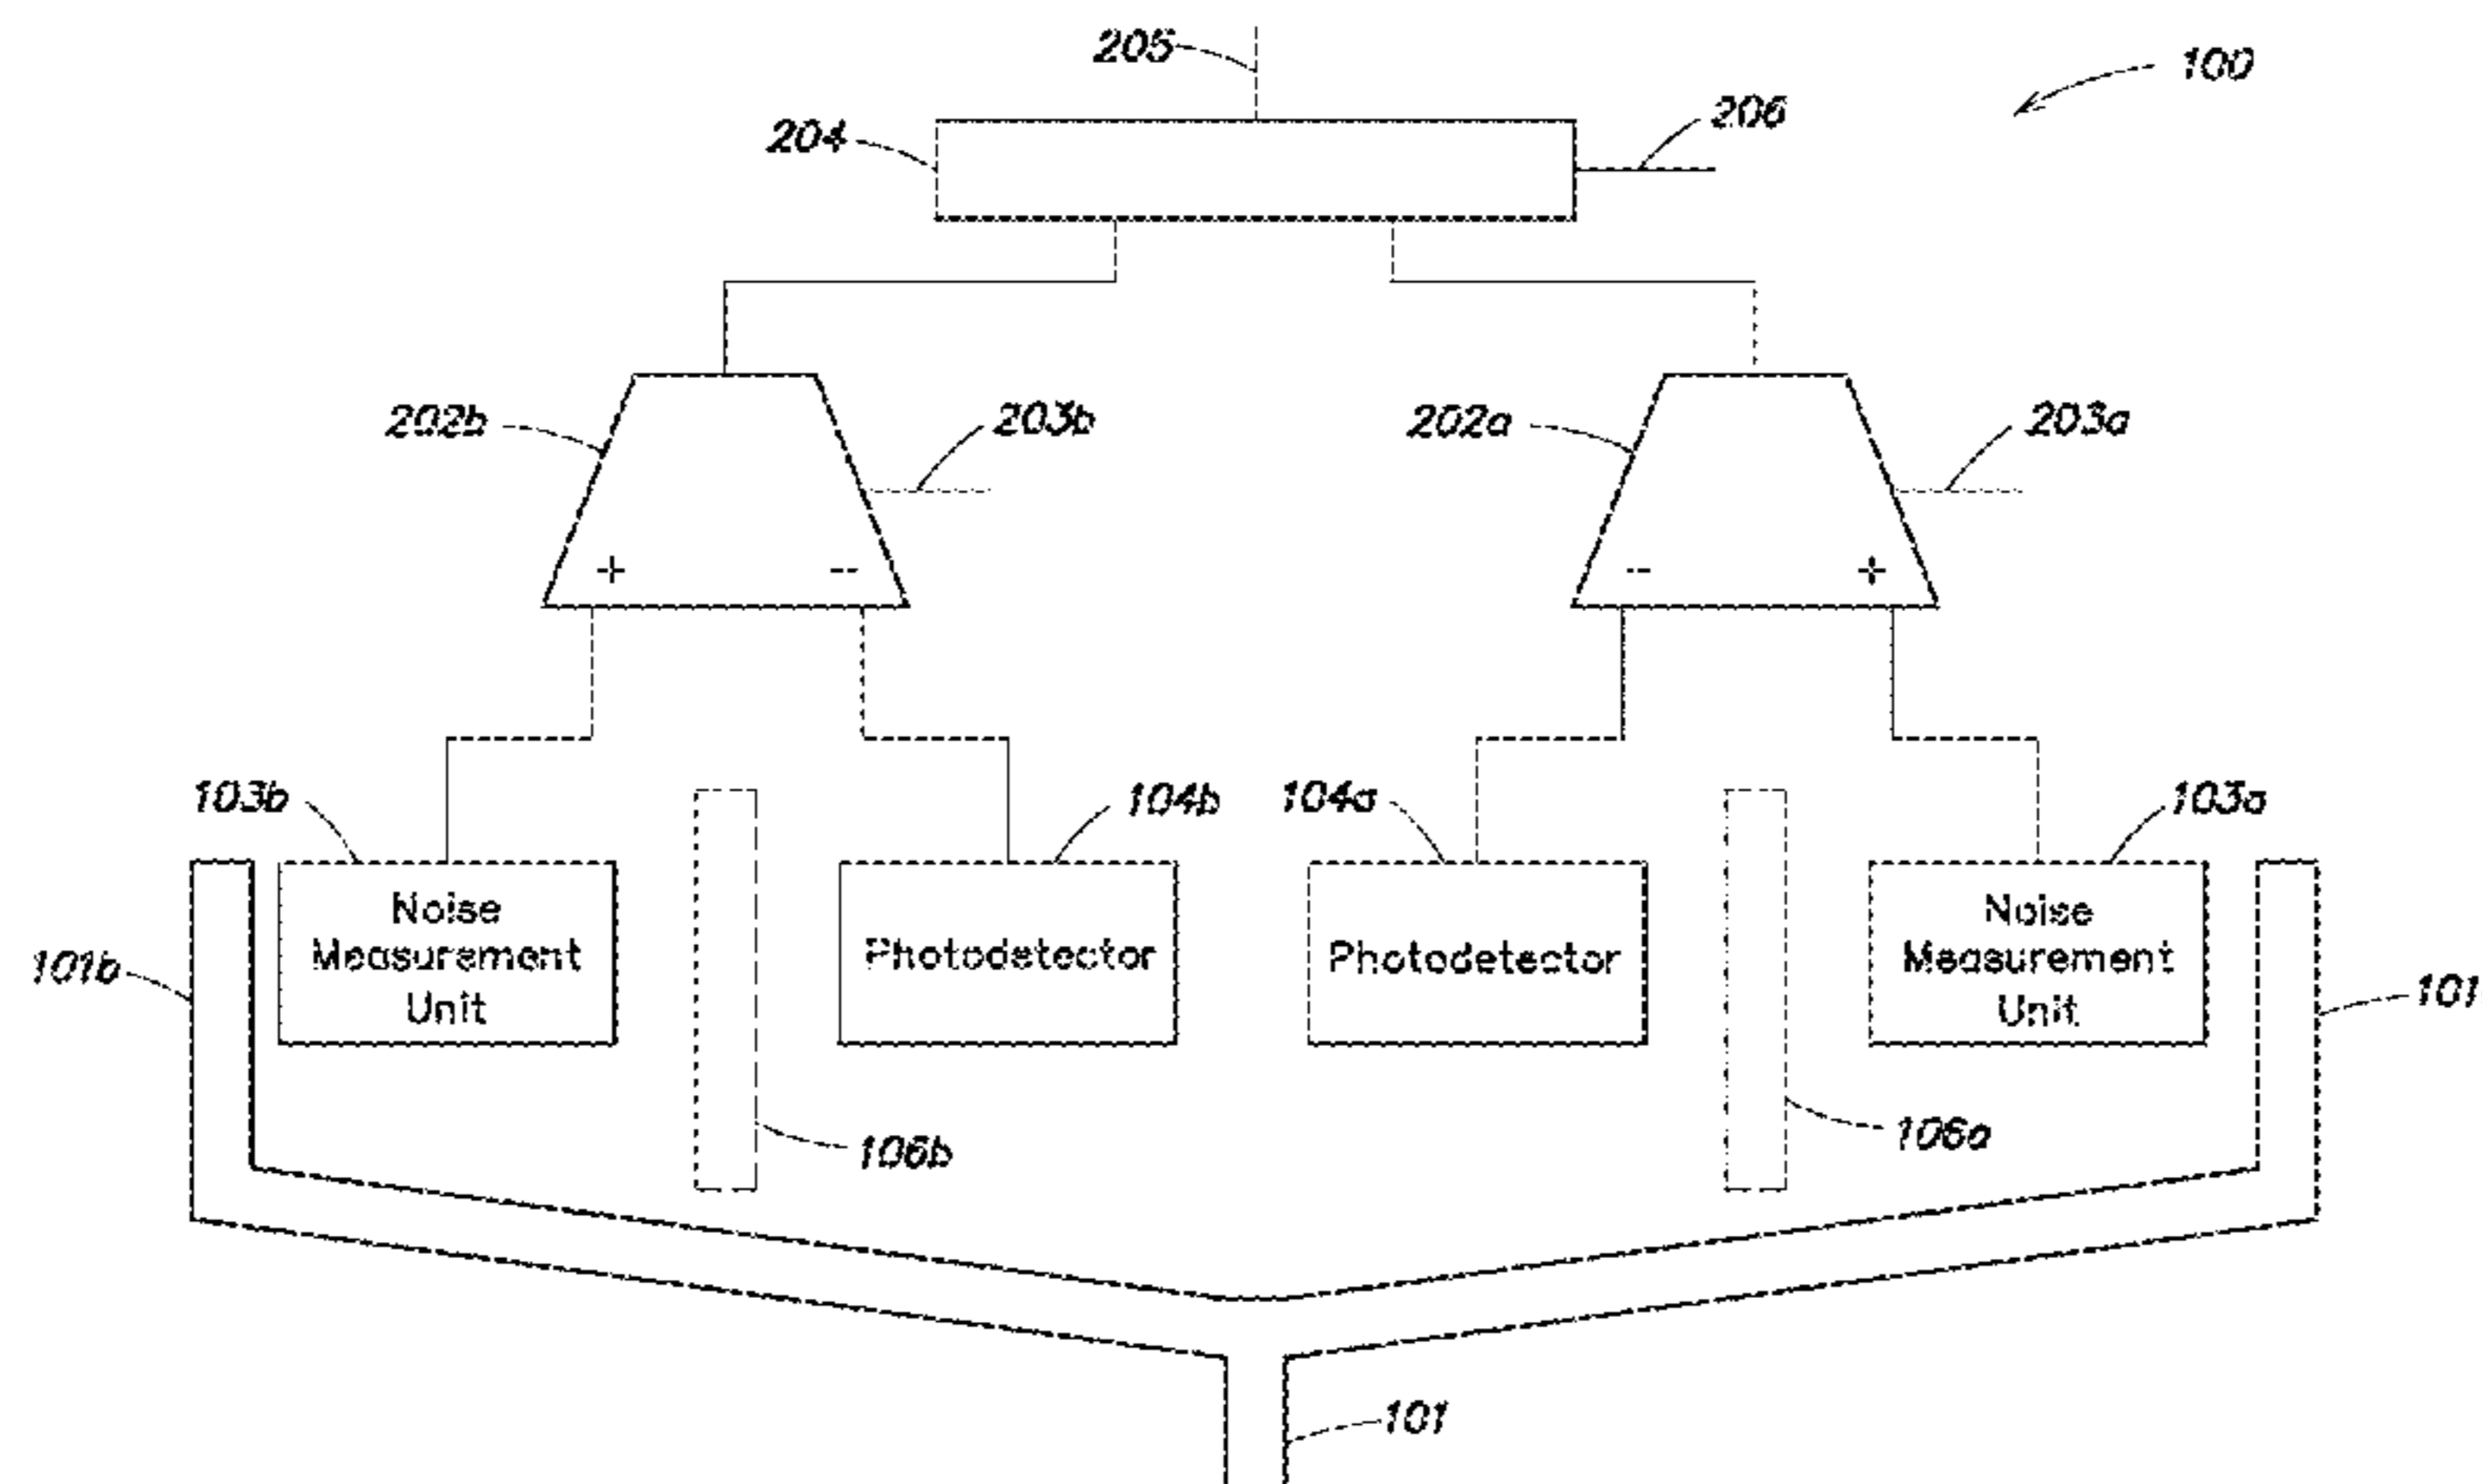 205
100
204
206
202b
203b
202a
203a
+
--
--
+
103b
104b
104a
103a
Noise
Measurement
Unit
Photodetector
Photodetector
Noise
Measurement
Unit
101b
101
106b
106a
101